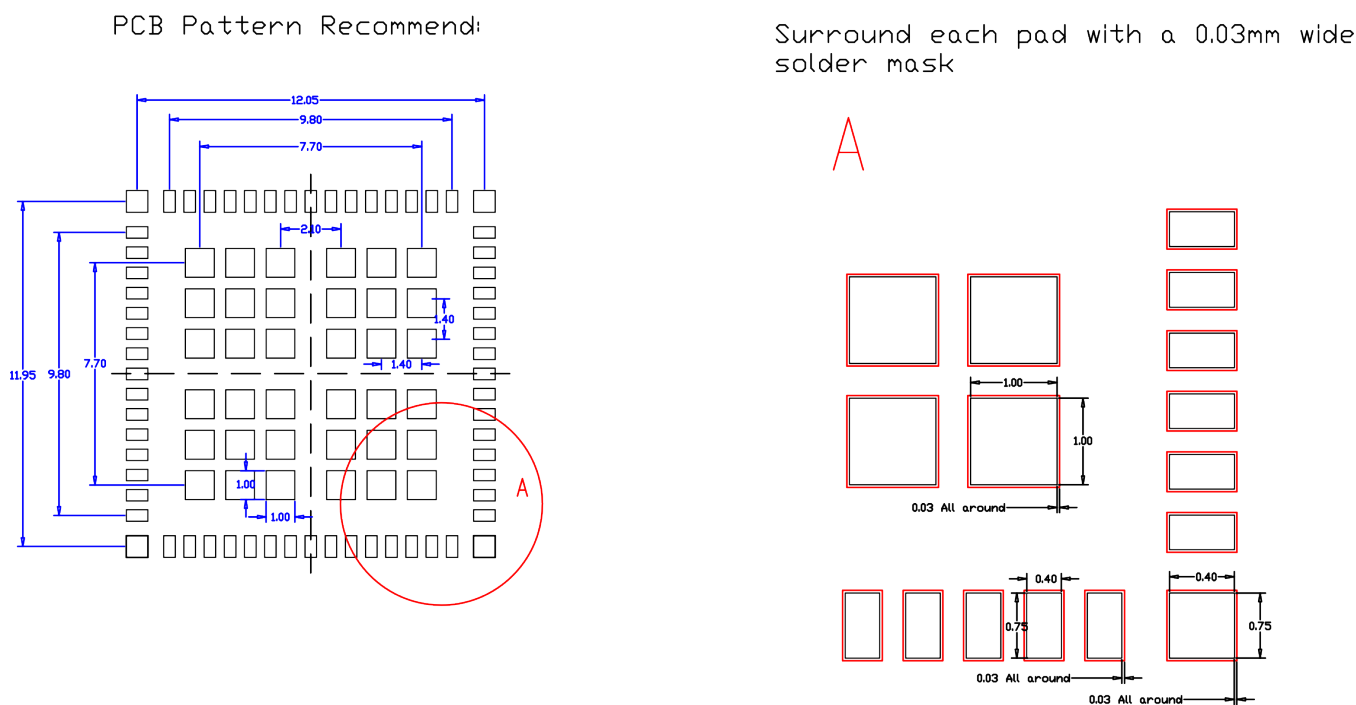 PCB Pattern Recommend:
Surround each pad with a 0.03mm wide
solder mask
A
12.05
9.80
7.70
2.10
1.40
1.40
11.95
9.80
7.70
1.00
1.00
A
1.00
1.00
0.03 All around
0.40
0.75
0.03 All around
0.40
0.75
0.03 All around